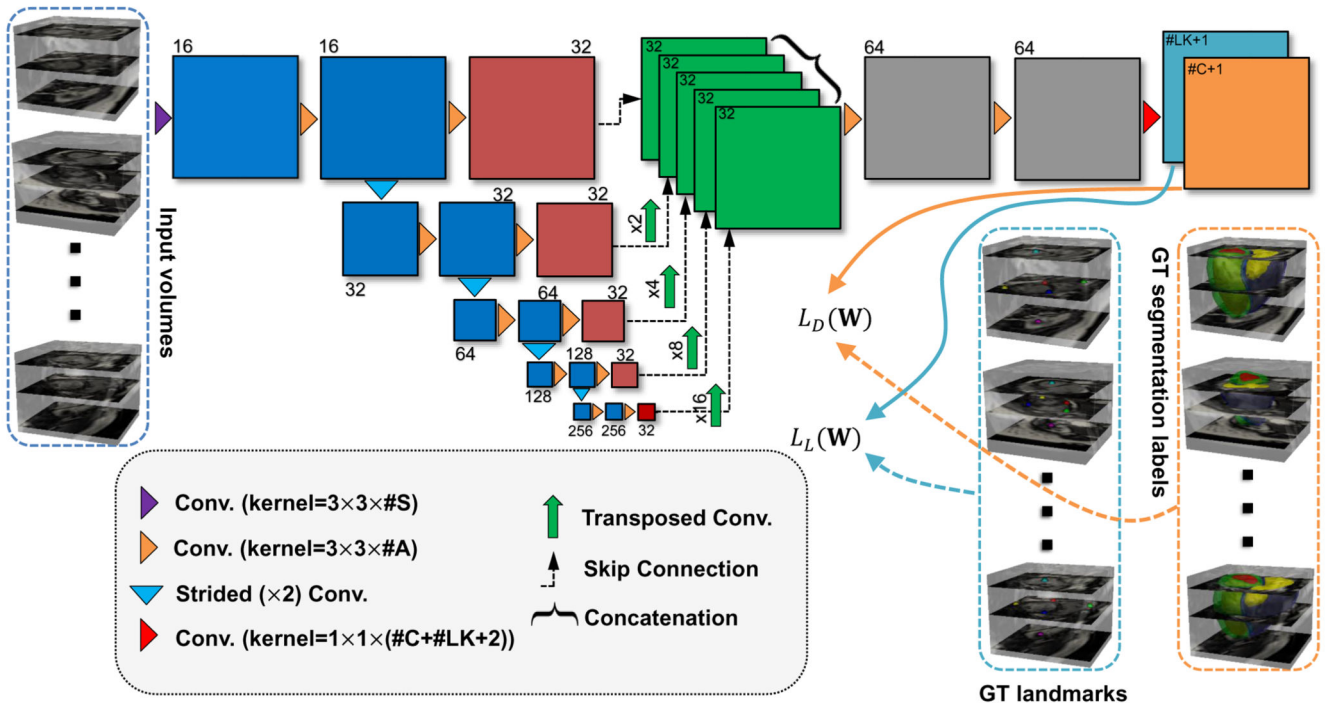 16
16
32
32
32
32
32
32
64
64
#LK+1
#C+1
Input volumes
32
32
32
x2
64
64
32
x4
128
128
32
x8
256
256
32
x16
L_D(W)
L_L(W)
GT segmentation labels
GT landmarks
Conv. (kernel=3×3×#S)
Conv. (kernel=3×3×#A)
Strided (×2) Conv.
Conv. (kernel=1×1×(#C+#LK+2))
Transposed Conv.
Skip Connection
Concatenation